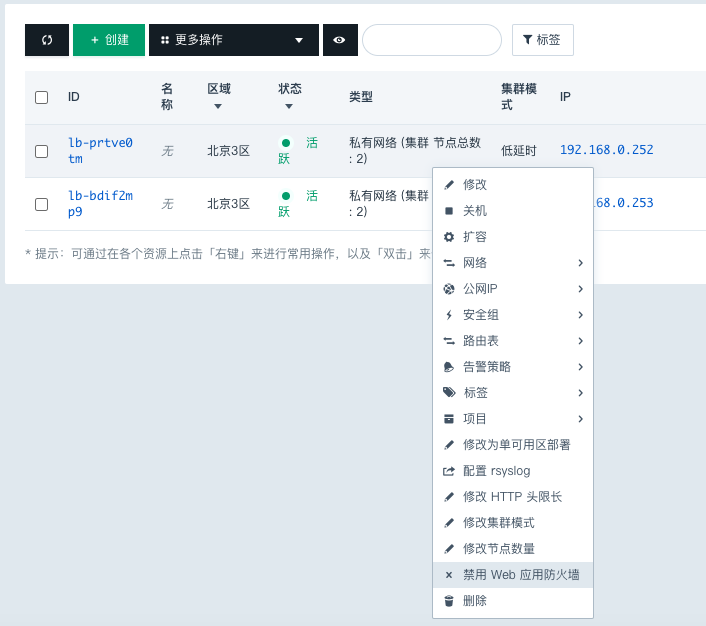 + 创建
更多操作
标签
ID
名称
区域
状态
类型
集群模式
IP
lb-prtve0tm
无
北京3区
活跃
私有网络 (集群 节点总数: 2)
低延时
192.168.0.252
lb-bdif2mp9
无
北京3区
活跃
私有网络 (集群
: 2)
68.0.253
* 提示：可通过在各个资源上点击「右键」来进行常用操作，以及「双击」来
修改
关机
扩容
网络
公网IP
安全组
路由表
告警策略
标签
项目
修改为单可用区部署
配置 rsyslog
修改 HTTP 头限长
修改集群模式
修改节点数量
禁用 Web 应用防火墙
删除